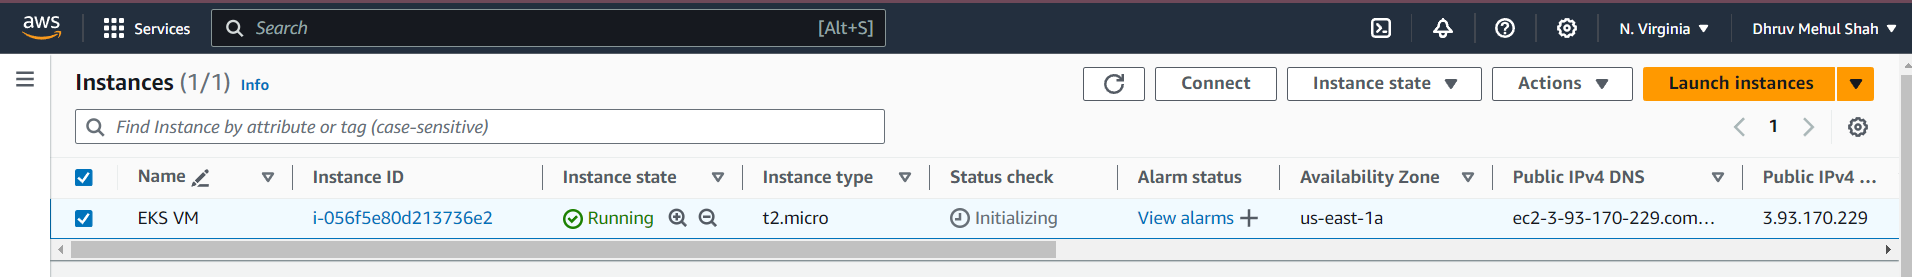 aws Services Search [Alt+S] N. Virginia Dhruv Mehul Shah
Instances (1/1) Info Connect Instance state Actions Launch instances
Find Instance by attribute or tag (case-sensitive) 1
Name Instance ID Instance state Instance type Status check Alarm status Availability Zone Public IPv4 DNS Public IPv4 ...
EKS VM i-056f5e80d213736e2 Running t2.micro Initializing View alarms + us-east-1a ec2-3-93-170-229.com... 3.93.170.229